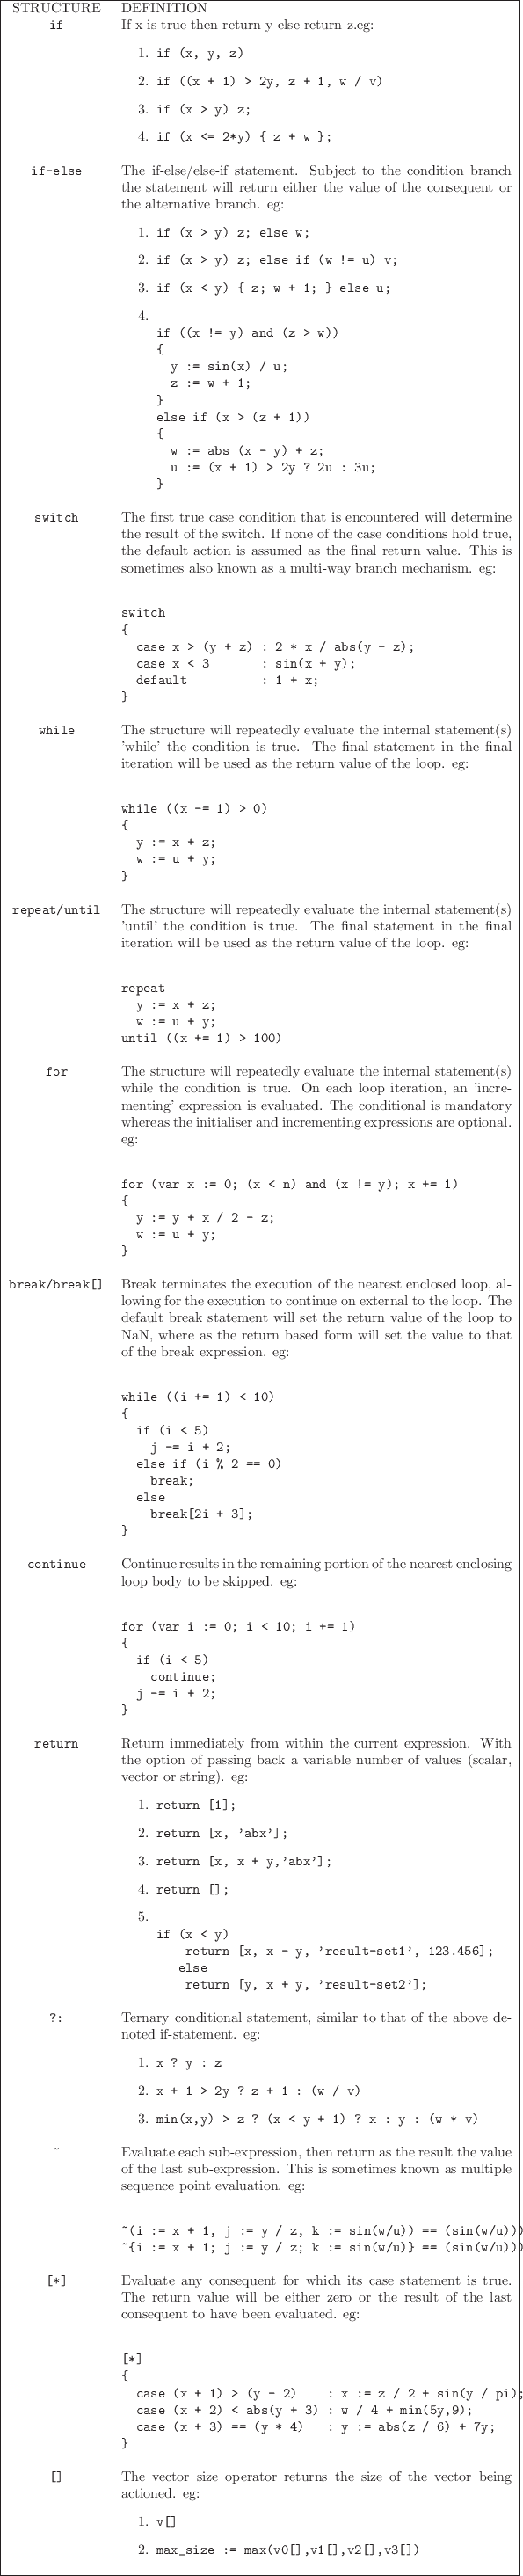 STRUCTURE DEFINITION
if If x is true then return y else return z.eg:
1. if (x, y, z)
2. if ((x + 1) > 2y, z + 1, w / v)
3. if (x > y) z;
4. if (x <= 2*y) { z + w };
if-else The if-else/else-if statement. Subject to the condition branch
the statement will return either the value of the consequent or
the alternative branch. eg:
1. if (x > y) z; else w;
2. if (x > y) z; else if (w != u) v;
3. if (x < y) { z; w + 1; } else u;
4.
if ((x != y) and (z > w))
{
y := sin(x) / u;
z := w + 1;
}
else if (x > (z + 1))
{
w := abs (x - y) + z;
u := (x + 1) > 2y ? 2u : 3u;
}
switch The first true case condition that is encountered will determine
the result of the switch. If none of the case conditions hold true,
the default action is assumed as the final return value. This is
sometimes also known as a multi-way branch mechanism. eg:
switch
{
case x > (y + z) : 2 * x / abs(y - z);
case x < 3 : sin(x + y);
default : 1 + x;
}
while The structure will repeatedly evaluate the internal statement(s)
'while' the condition is true. The final statement in the final
iteration will be used as the return value of the loop. eg:
while ((x -= 1) > 0)
{
y := x + z;
w := u + y;
}
repeat/until The structure will repeatedly evaluate the internal statement(s)
'until' the condition is true. The final statement in the final
iteration will be used as the return value of the loop. eg:
repeat
y := x + z;
w := u + y;
until ((x += 1) > 100)
for The structure will repeatedly evaluate the internal statement(s)
while the condition is true. On each loop iteration, an 'incre-
menting' expression is evaluated. The conditional is mandatory
whereas the initialiser and incrementing expressions are optional.
eg:
for (var x := 0; (x < n) and (x != y); x += 1)
{
y := y + x / 2 - z;
w := u + y;
}
break/break[] Break terminates the execution of the nearest enclosed loop, al-
lowing for the execution to continue on external to the loop. The
default break statement will set the return value of the loop to
NaN, where as the return based form will set the value to that
of the break expression. eg:
while ((i += 1) < 10)
{
if (i < 5)
j -= i + 2;
else if (i % 2 == 0)
break;
else
break[2i + 3];
}
continue Continue results in the remaining portion of the nearest enclosing
loop body to be skipped. eg:
for (var i := 0; i < 10; i += 1)
{
if (i < 5)
continue;
j -= i + 2;
}
return Return immediately from within the current expression. With
the option of passing back a variable number of values (scalar,
vector or string). eg:
1. return [1];
2. return [x, 'abx'];
3. return [x, x + y,'abx'];
4. return [];
5.
if (x < y)
return [x, x - y, 'result-set1', 123.456];
else
return [y, x + y, 'result-set2'];
?: Ternary conditional statement, similar to that of the above de-
noted if-statement. eg:
1. x ? y : z
2. x + 1 > 2y ? z + 1 : (w / v)
3. min(x,y) > z ? (x < y + 1) ? x : y : (w * v)
~ Evaluate each sub-expression, then return as the result the value
of the last sub-expression. This is sometimes known as multiple
sequence point evaluation. eg:
~(i := x + 1, j := y / z, k := sin(w/u)) == (sin(w/u)))
~{i := x + 1; j := y / z; k := sin(w/u)} == (sin(w/u)))
[*] Evaluate any consequent for which its case statement is true.
The return value will be either zero or the result of the last
consequent to have been evaluated. eg:
[*]
{
case (x + 1) > (y - 2) : x := z / 2 + sin(y / pi);
case (x + 2) < abs(y + 3) : w / 4 + min(5y,9);
case (x + 3) == (y * 4) : y := abs(z / 6) + 7y;
}
[] The vector size operator returns the size of the vector being
actioned. eg:
1. v[]
2. max_size := max(v0[],v1[],v2[],v3[])